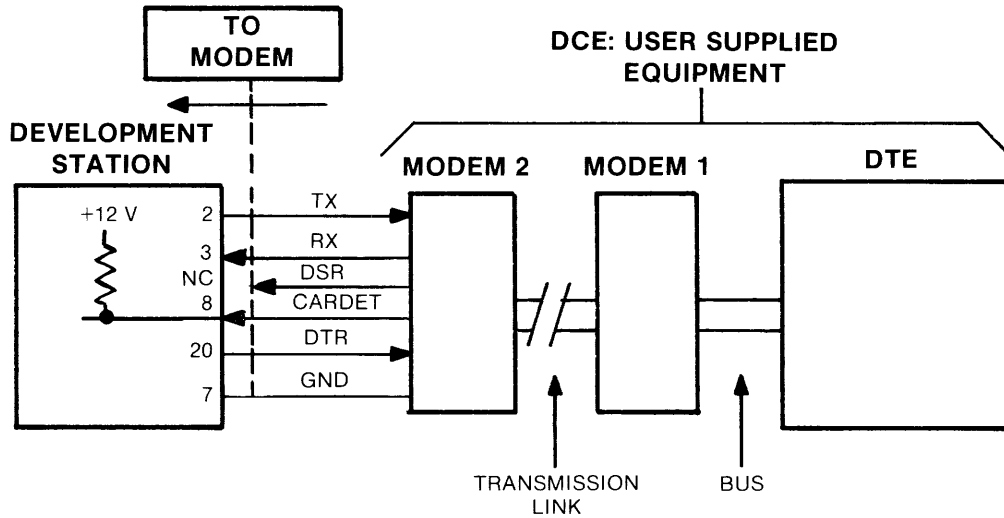 TO
MODEM
DCE: USER SUPPLIED
EQUIPMENT
DEVELOPMENT
STATION
MODEM 2
MODEM 1
DTE
+12 V
2
TX
3
RX
NC
DSR
8
CARDET
20
DTR
7
GND
TRANSMISSION
LINK
BUS